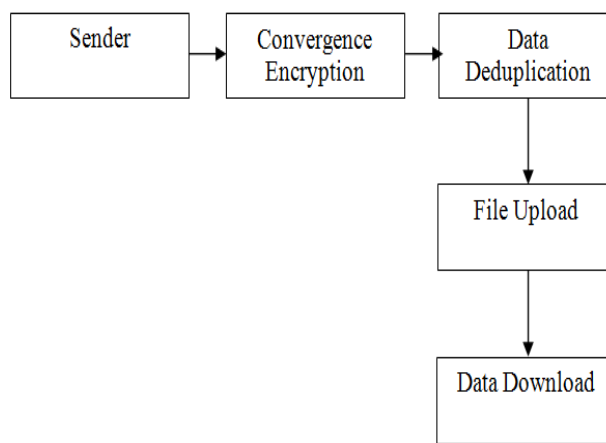 Sender
Convergence
Encryption
Data
Deduplication
File Upload
Data Download